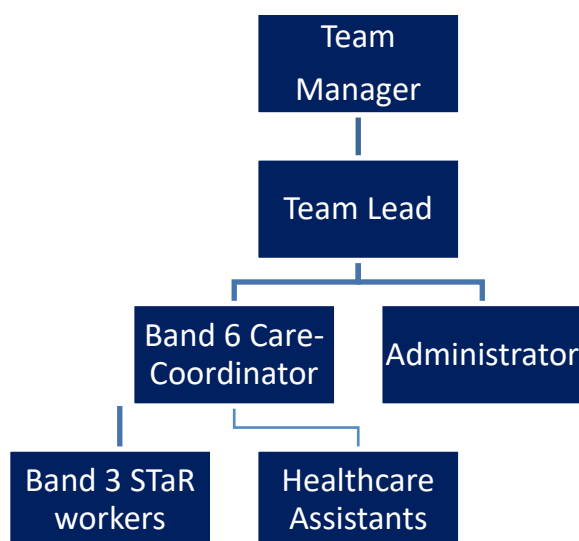 Team
Manager
Team Lead
Band 6 Care-
Coordinator
Administrator
Band 3 STaR
workers
Healthcare
Assistants